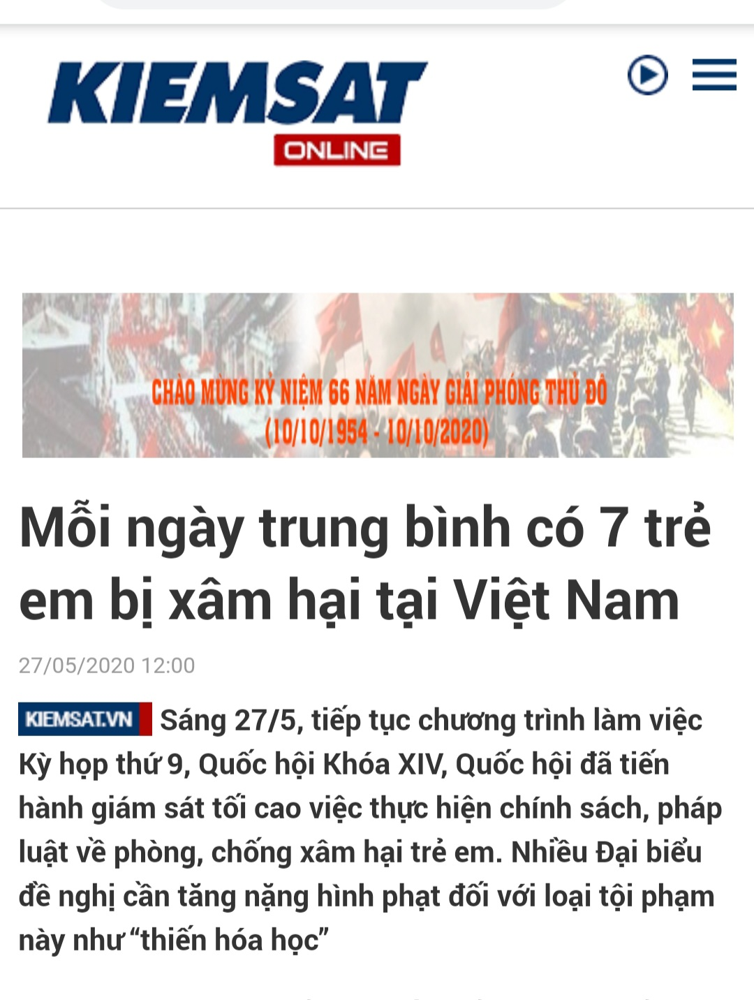 KIEMSAT
ONLINE
CHÀO MỪNG KỶ NIỆM 66 NĂM NGÀY GIẢI PHÓNG THỦ ĐÔ
(10/10/1954 - 10/10/2020)
Mỗi ngày trung bình có 7 trẻ
em bị xâm hại tại Việt Nam
27/05/2020 12:00
KIEMSAT.VN Sáng 27/5, tiếp tục chương trình làm việc
Kỳ họp thứ 9, Quốc hội Khóa XIV, Quốc hội đã tiến
hành giám sát tối cao việc thực hiện chính sách, pháp
luật về phòng, chống xâm hại trẻ em. Nhiều Đại biểu
đề nghị cần tăng nặng hình phạt đối với loại tội phạm
này như “thiến hóa học”